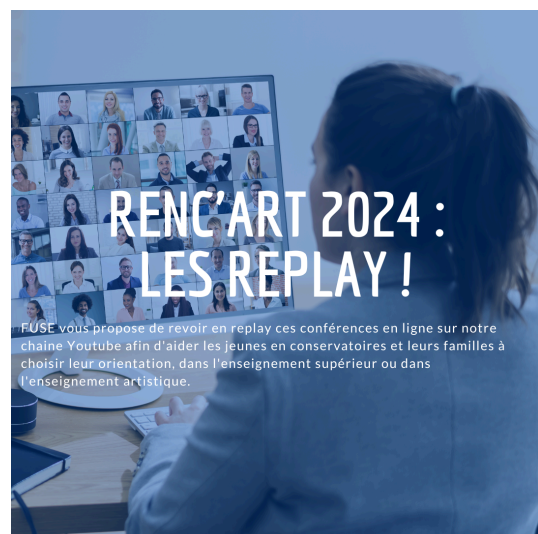 RENC'ART 2024 :
LES REPLAY !
FUSE vous propose de revoir en replay ces conférences en ligne sur notre
chaine Youtube afin d'aider les jeunes en conservatoires et leurs familles à
choisir leur orientation, dans l'enseignement supérieur ou dans
l'enseignement artistique.